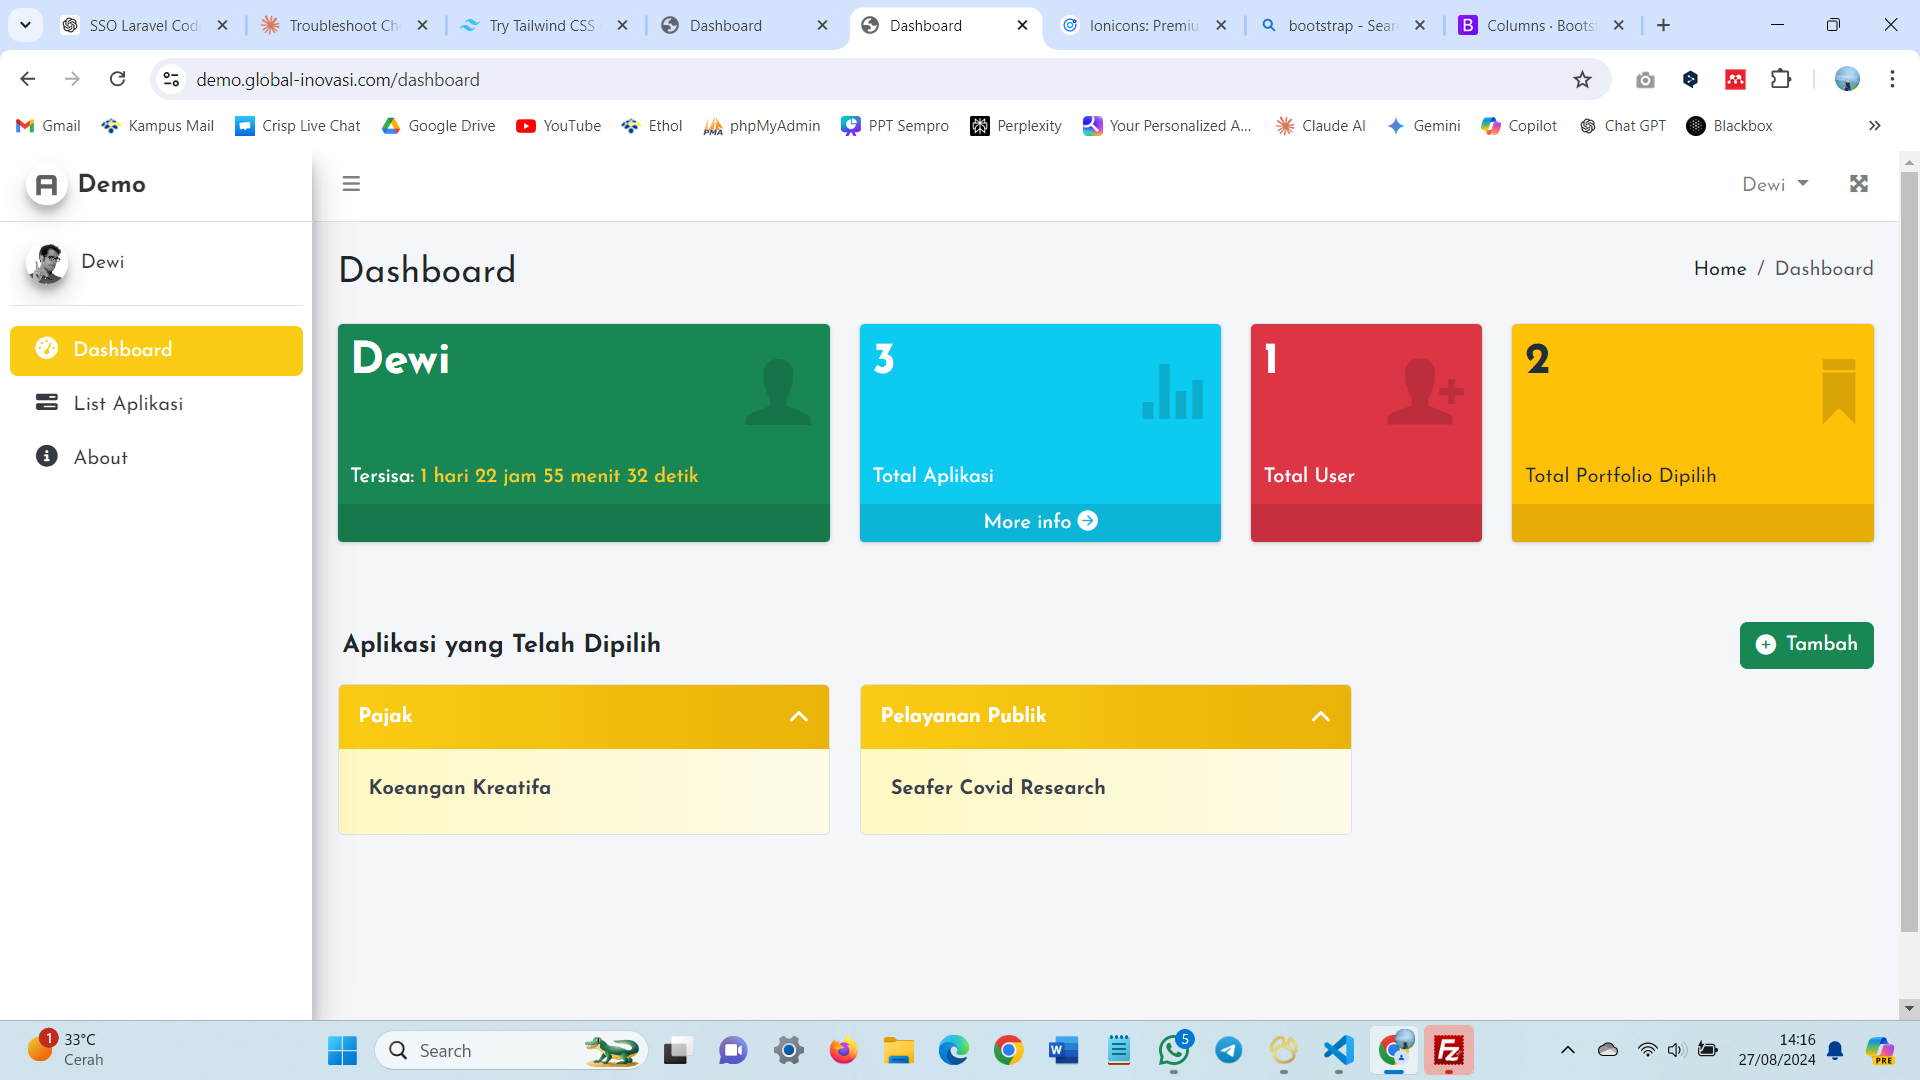 SSO Laravel Cod
Troubleshoot Ch
Try Tailwind CSS
Dashboard
Dashboard
Ionicons: Premiu
bootstrap - Sear
Columns · Boots
demo.global-inovasi.com/dashboard
Gmail
Kampus Mail
Crisp Live Chat
Google Drive
YouTube
Ethol
phpMyAdmin
PPT Sempro
Perplexity
Your Personalized A...
Claude AI
Gemini
Copilot
Chat GPT
Blackbox
Demo
Dewi
Dewi
Dashboard
List Aplikasi
About
Dashboard
Home / Dashboard
Dewi
Tersisa: 1 hari 22 jam 55 menit 32 detik
3
Total Aplikasi
More info
1
Total User
2
Total Portfolio Dipilih
Aplikasi yang Telah Dipilih
Tambah
Pajak
Koeangan Kreatifa
Pelayanan Publik
Seafer Covid Research
1
33°C
Cerah
Search
5
14:16
27/08/2024
PRE